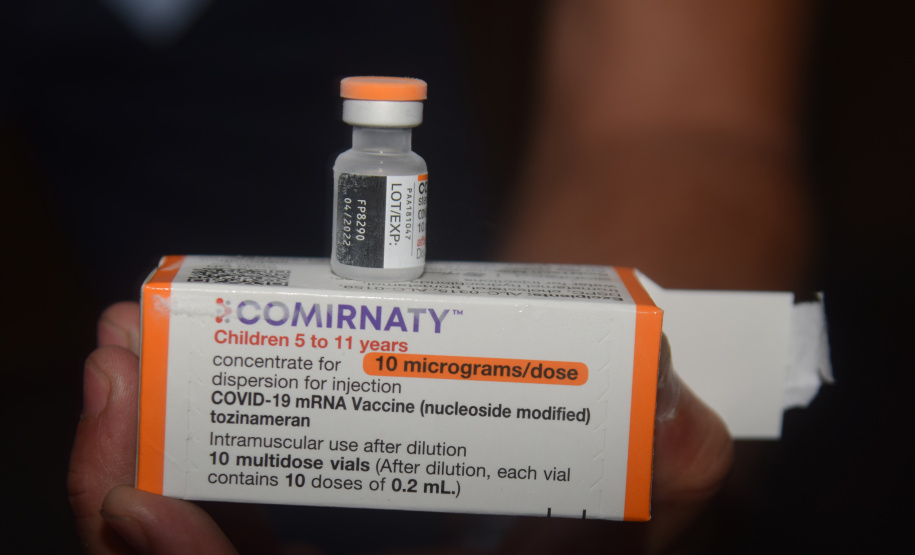 PAA181047
LOT/EXP:
FP8290
04/2022
COMIRNATY™
Children 5 to 11 years
concentrate for 10 micrograms/dose
dispersion for injection
COVID-19 mRNA Vaccine (nucleoside modified)
tozinameran
Intramuscular use after dilution
10 multidose vials (After dilution, each vial
contains 10 doses of 0.2 mL.)